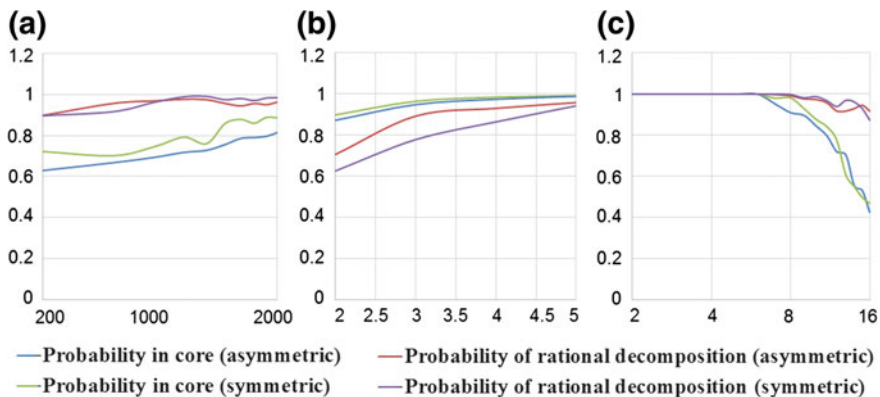 (a) (b) (c)
1.2 1.2 1.2
1 1 1
0.8 0.8 0.8
0.6 0.6 0.6
0.4 0.4 0.4
0.2 0.2 0.2
0 0 0
200 1000 2000 2 2.5 3 3.5 4 4.5 5 2 4 8 16
Probability in core (asymmetric) Probability of rational decomposition (asymmetric)
Probability in core (symmetric) Probability of rational decomposition (symmetric)